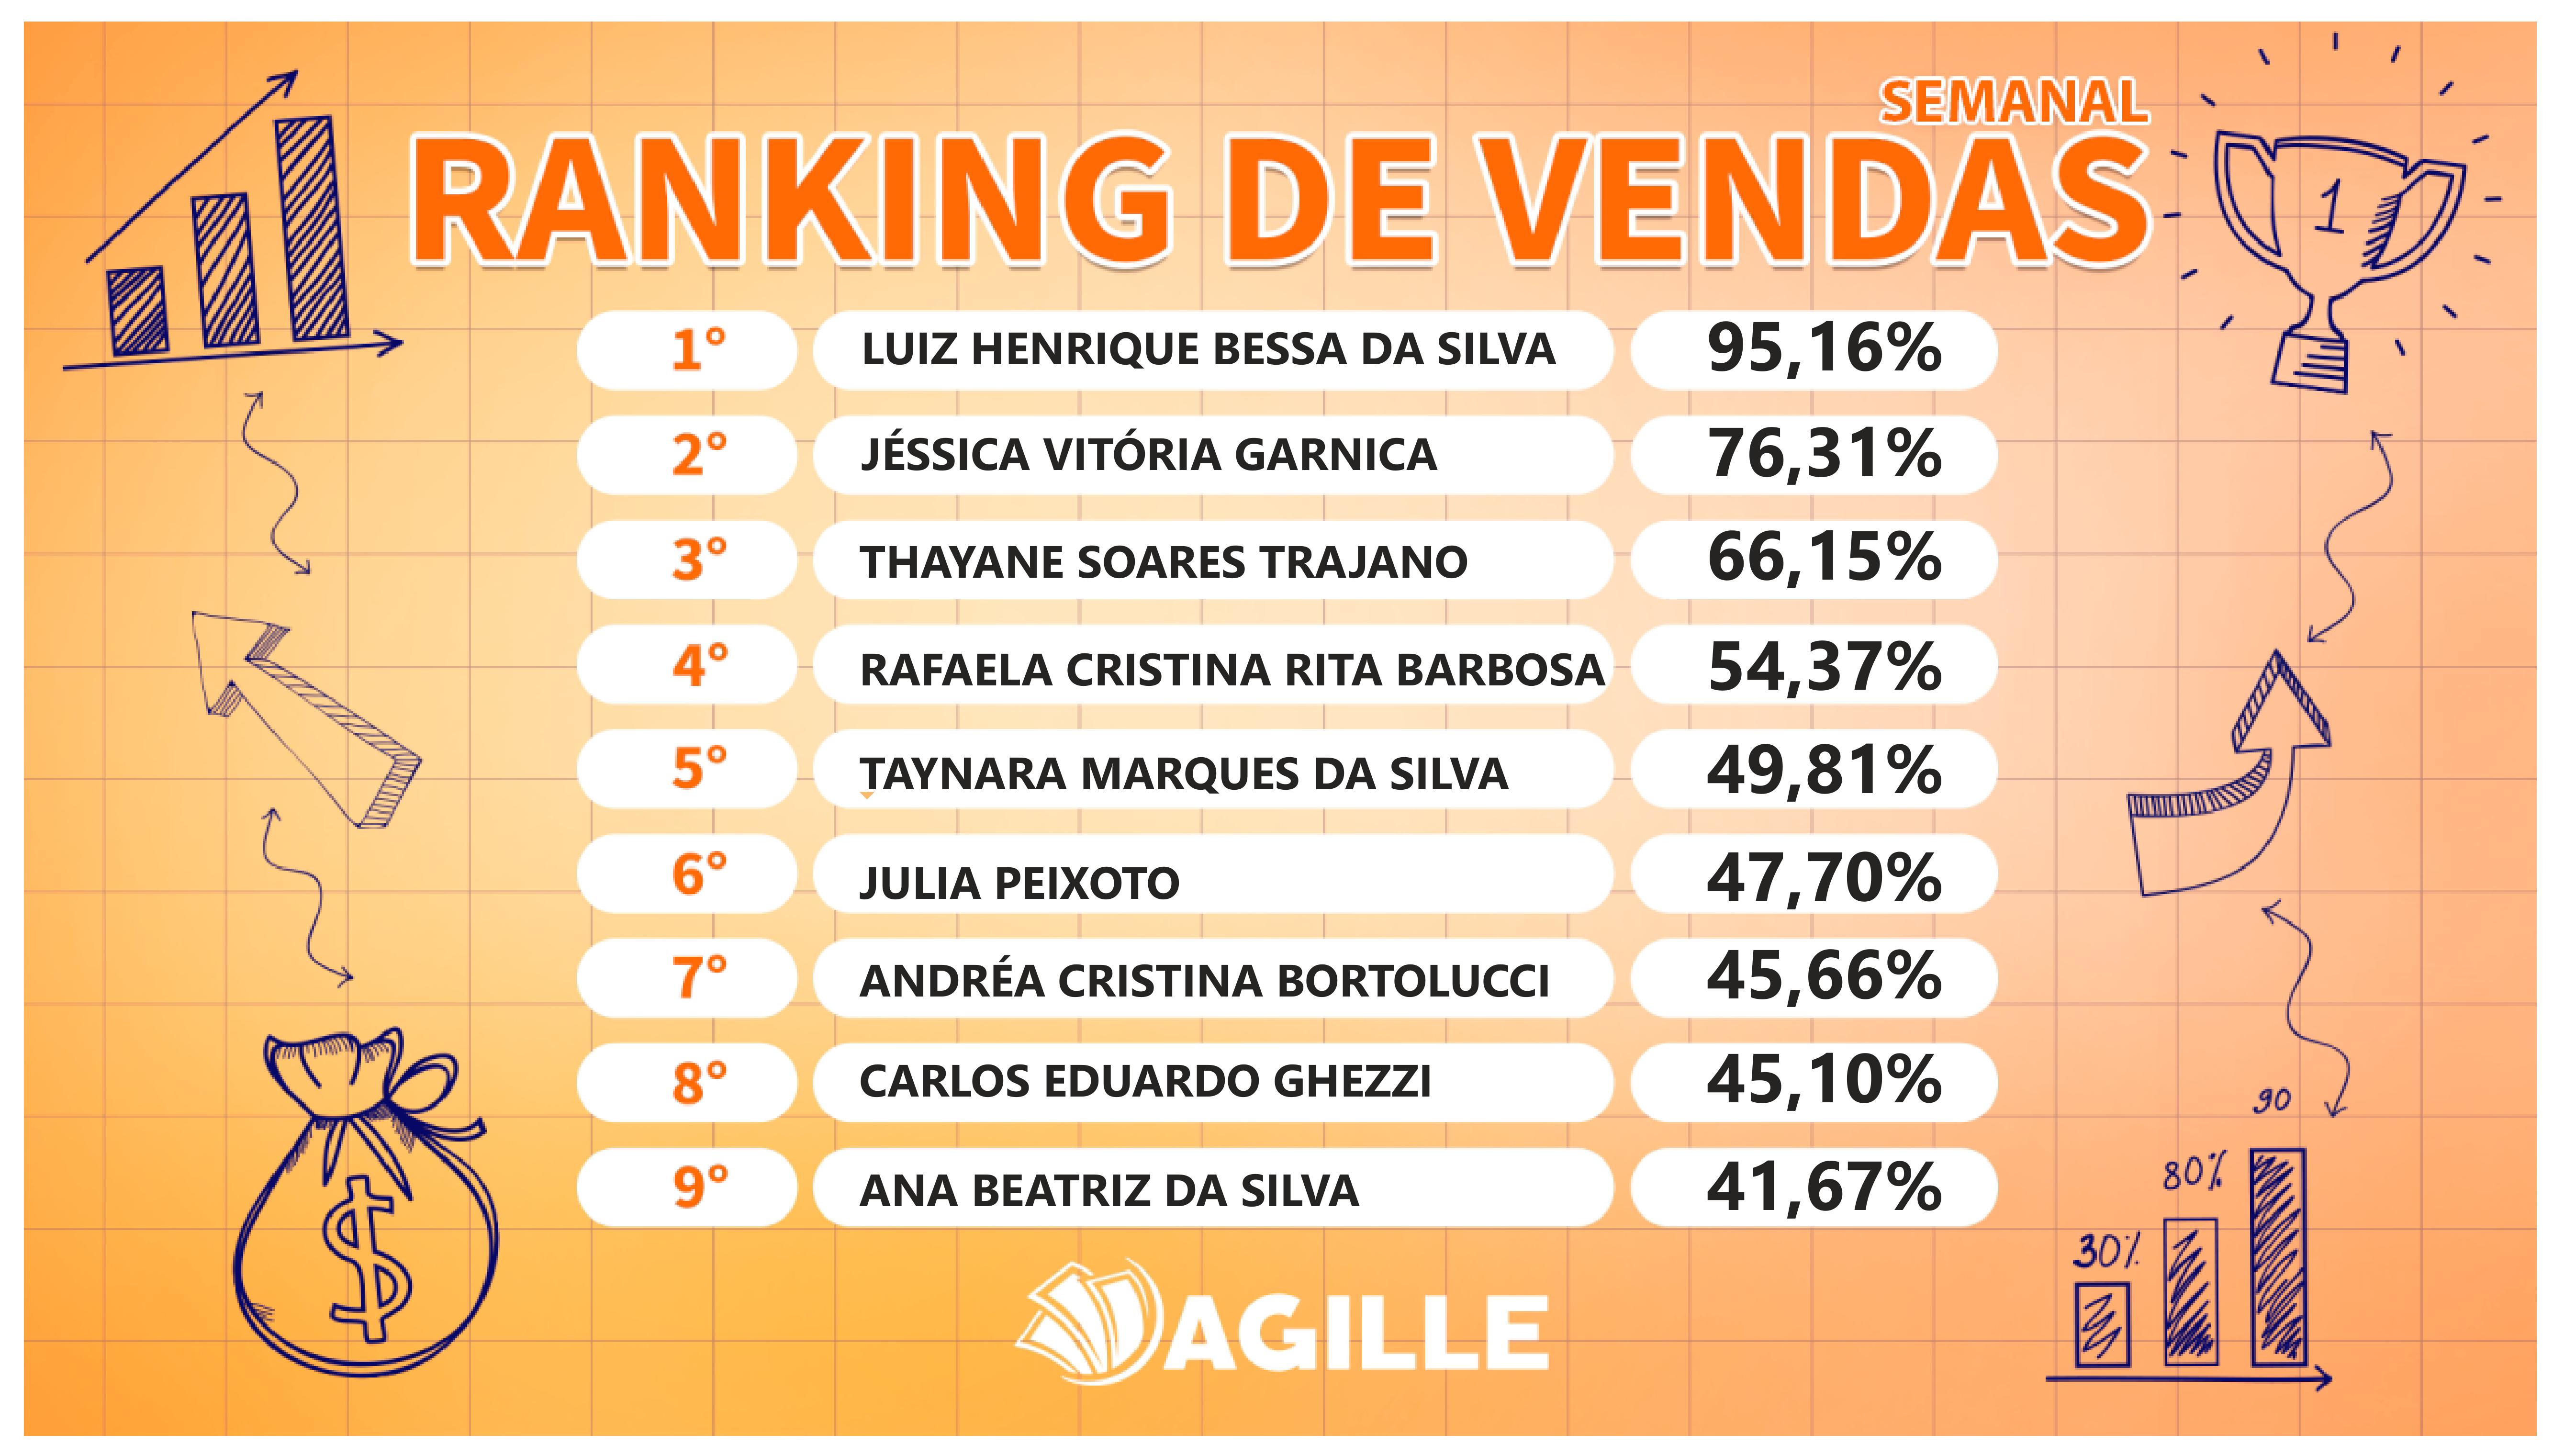 SEMANAL
RANKING DE VENDAS
1
1° LUIZ HENRIQUE BESSA DA SILVA 95,16%
2° JÉSSICA VITÓRIA GARNICA 76,31%
3° THAYANE SOARES TRAJANO 66,15%
4° RAFAELA CRISTINA RITA BARBOSA 54,37%
5° TAYNARA MARQUES DA SILVA 49,81%
6° JULIA PEIXOTO 47,70%
7° ANDRÉA CRISTINA BORTOLUCCI 45,66%
8° CARLOS EDUARDO GHEZZI 45,10%
9° ANA BEATRIZ DA SILVA 41,67%
$
90
80%
30%
AGILLE